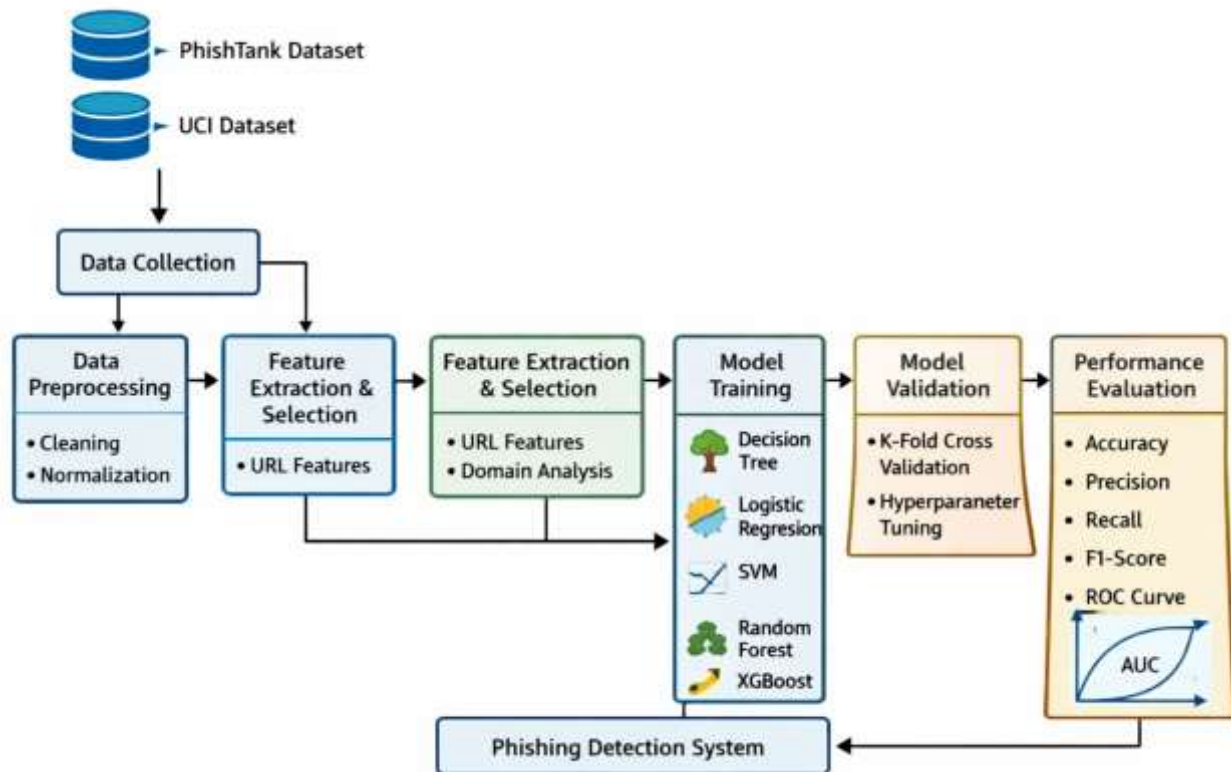 PhishTank Dataset
UCI Dataset
Data Collection
Data
Preprocessing
• Cleaning
• Normalization
Feature
Extraction &
Selection
• URL Features
Feature Extraction
& Selection
• URL Features
• Domain Analysis
Model
Training
Decision
Tree
Logistic
Regresion
SVM
Random
Forest
XGBoost
Model
Validation
• K-Fold Cross
Validation
• Hyperparaneter
Tuning
Performance
Evaluation
• Accuracy
• Precision
• Recall
• F1-Score
• ROC Curve
AUC
Phishing Detection System